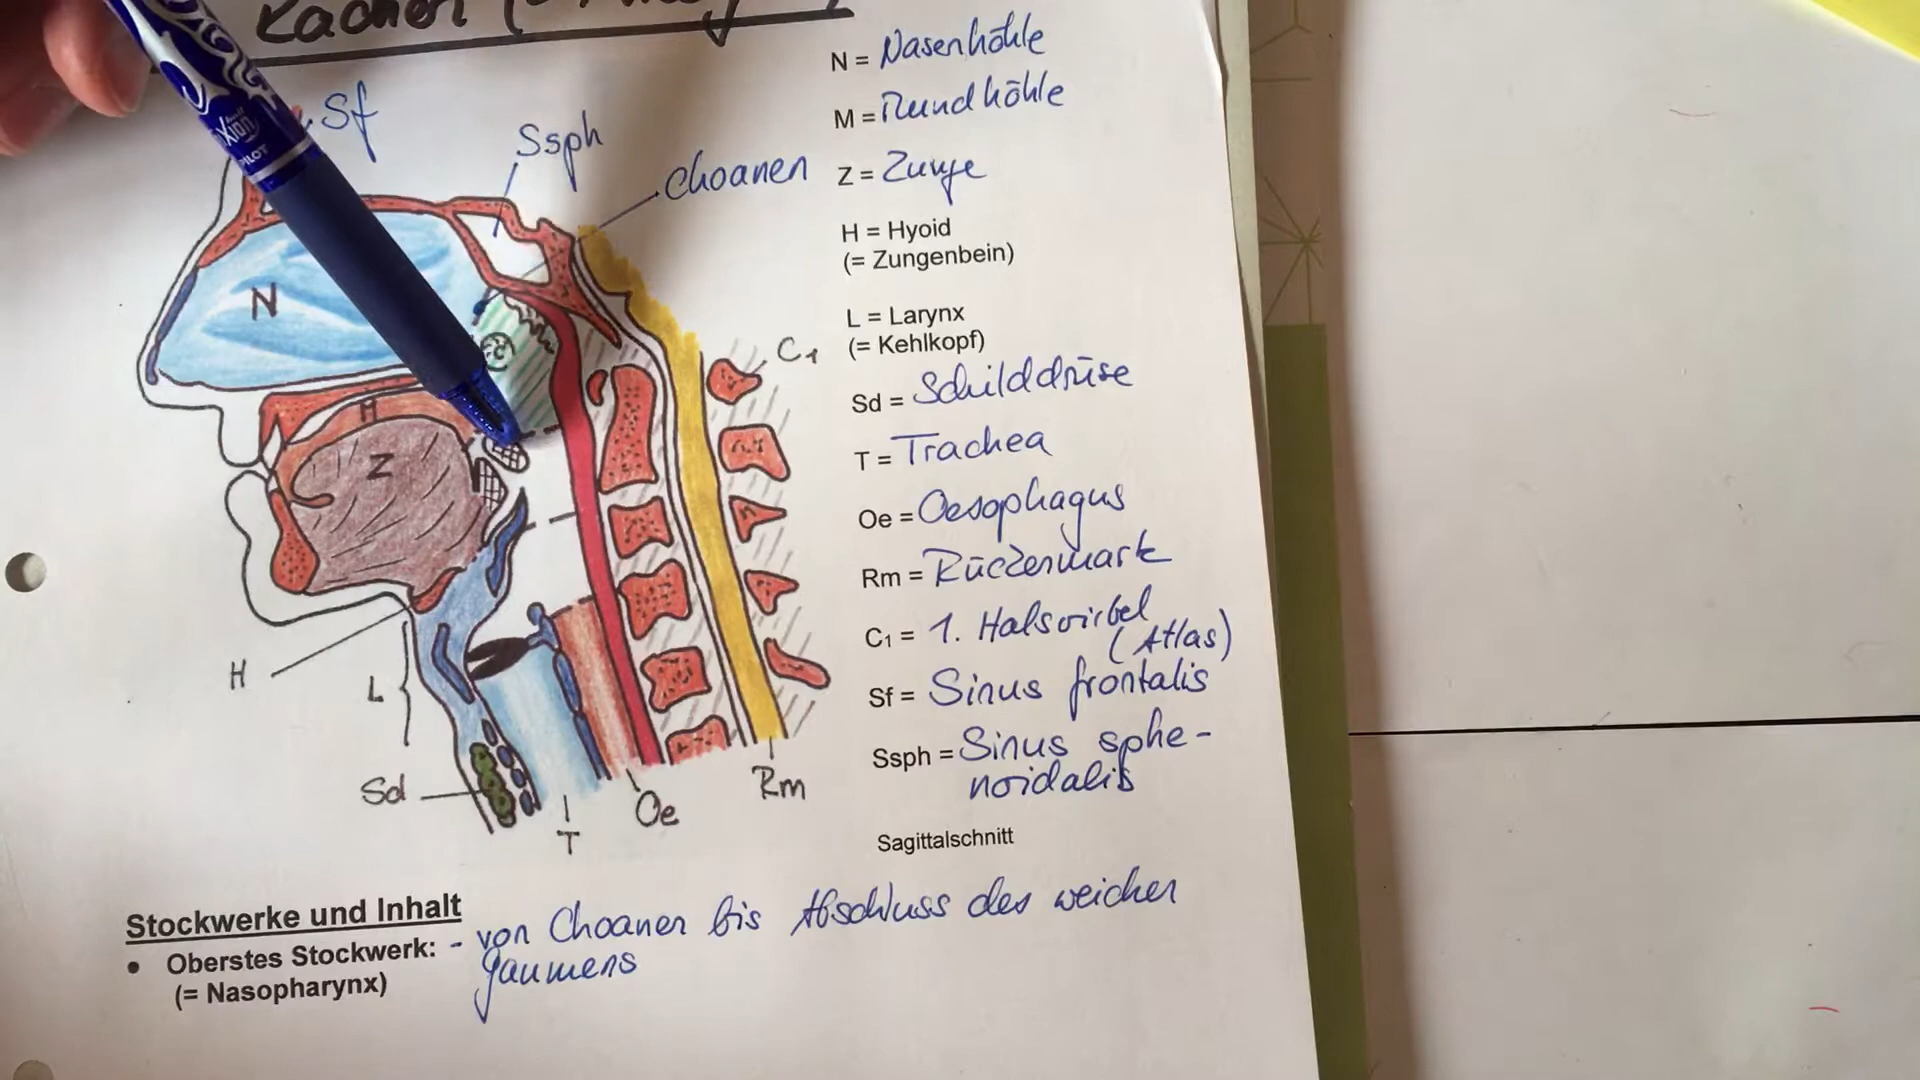 Rachen
Sf
Ssph
Choanen
N
C₁
M
Z
H
L
Sd
T
Oe
Rm
N = Nasenhöhle
M = Mundhöhle
Z = Zunge
H = Hyoid
(= Zungenbein)
L = Larynx
(= Kehlkopf)
Sd = Schilddrüse
T = Trachea
Oe = Oesophagus
Rm = Rückenmark
C₁ = 1. Halswirbel
(Atlas)
Sf = Sinus frontalis
Ssph = Sinus sphe-
noidalis
Sagittalschnitt
Stockwerke und Inhalt
• Oberstes Stockwerk: - von Choanen bis Abschluss des weichen
(= Nasopharynx) Gaumens
PILOT